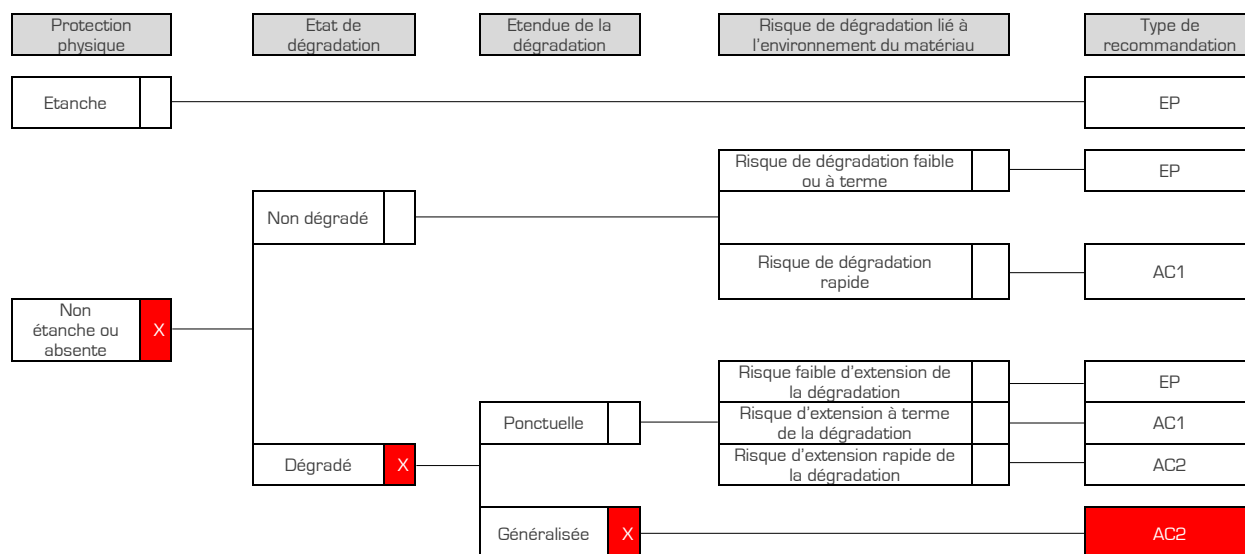 Protection
physique
Etat de
dégradation
Etendue de la
dégradation
Risque de dégradation lié à
l'environnement du matériau
Type de
recommandation
Etanche
EP
Risque de dégradation faible
ou à terme
EP
Non dégradé
Risque de dégradation
rapide
AC1
Non
étanche ou
absente
X
Risque faible d'extension de
la dégradation
EP
Ponctuelle
Risque d'extension à terme
de la dégradation
AC1
Dégradé
X
Risque d'extension rapide de
la dégradation
AC2
Généralisée
X
AC2